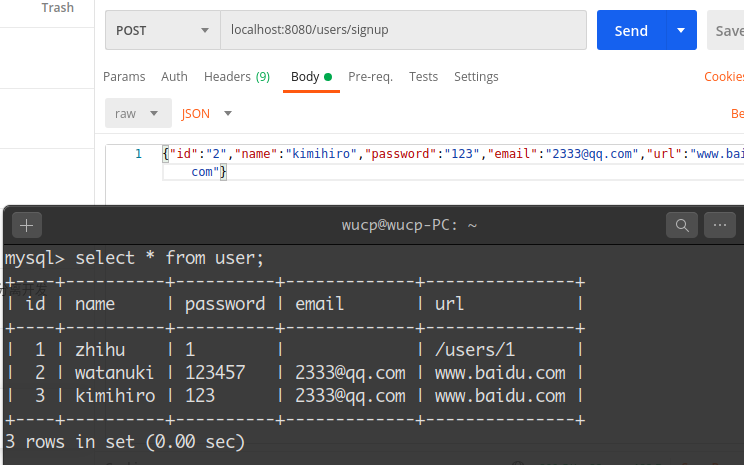 Trash
POST
localhost:8080/users/signup
Send
Save
Params Auth Headers (9) Body Pre-req. Tests Settings Cookies
raw JSON Be
1 {"id":"2","name":"kimihiro","password":"123","email":"2333@qq.com","url":"www.bai
com"}
wucp@wucp-PC: ~
mysql> select * from user;
+----+----------+----------+-------------+---------------+
| id | name | password | email | url |
+----+----------+----------+-------------+---------------+
| 1 | zhihu | 1 | | /users/1 |
| 2 | watanuki | 123457 | 2333@qq.com | www.baidu.com |
| 3 | kimihiro | 123 | 2333@qq.com | www.baidu.com |
+----+----------+----------+-------------+---------------+
3 rows in set (0.00 sec)